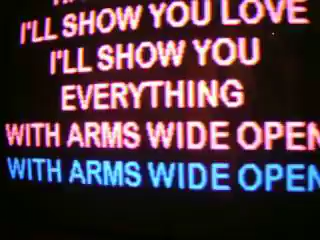 I'LL SHOW YOU LOVE
I'LL SHOW YOU
EVERYTHING
WITH ARMS WIDE OPEN
WITH ARMS WIDE OPEN